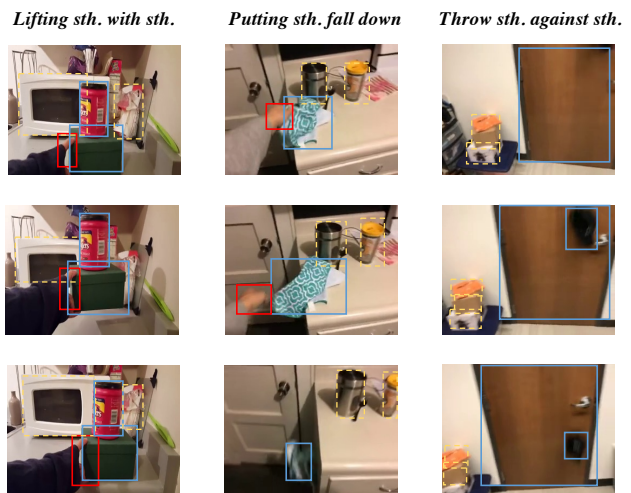 Lifting sth. with sth.
Putting sth. fall down
Throw sth. against sth.